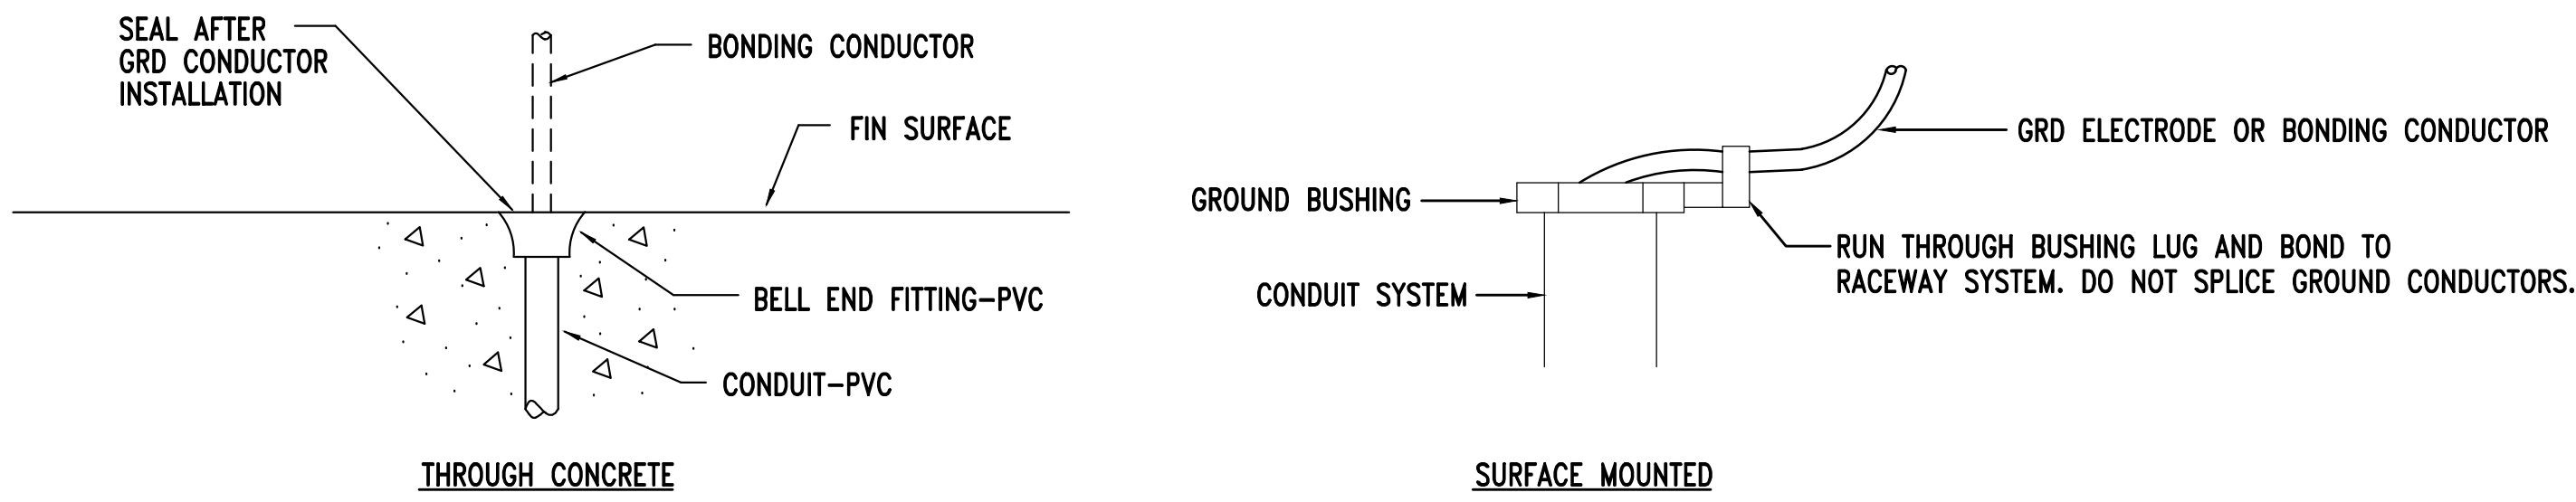 SEAL AFTER
GRD CONDUCTOR
INSTALLATION
BONDING CONDUCTOR
FIN SURFACE
BELL END FITTING-PVC
CONDUIT-PVC
THROUGH CONCRETE
GRD ELECTRODE OR BONDING CONDUCTOR
GROUND BUSHING
RUN THROUGH BUSHING LUG AND BOND TO
RACEWAY SYSTEM. DO NOT SPLICE GROUND CONDUCTORS.
CONDUIT SYSTEM
SURFACE MOUNTED